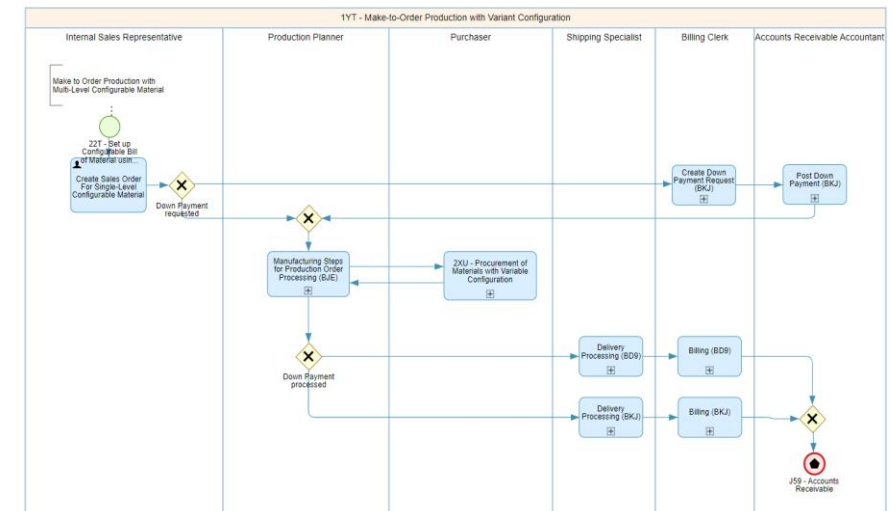 1YT - Make-to-Order Production with Variant Configuration
Internal Sales Representative
Production Planner
Purchaser
Shipping Specialist
Billing Clerk
Accounts Receivable Accountant
Make to Order Production with
Multi-Level Configurable Material
22T - Set up
Configurable Bill
of Material usin...
Create Sales Order
For Single-Level
Configurable Material
Down Payment
requested
Create Down
Payment Request
(BKJ)
Post Down
Payment (BKJ)
Manufacturing Steps
for Production Order
Processing (BJE)
2XU - Procurement of
Materials with Variable
Configuration
Down Payment
processed
Delivery
Processing (BD9)
Billing (BD9)
Delivery
Processing (BKJ)
Billing (BKJ)
J59 - Accounts
Receivable